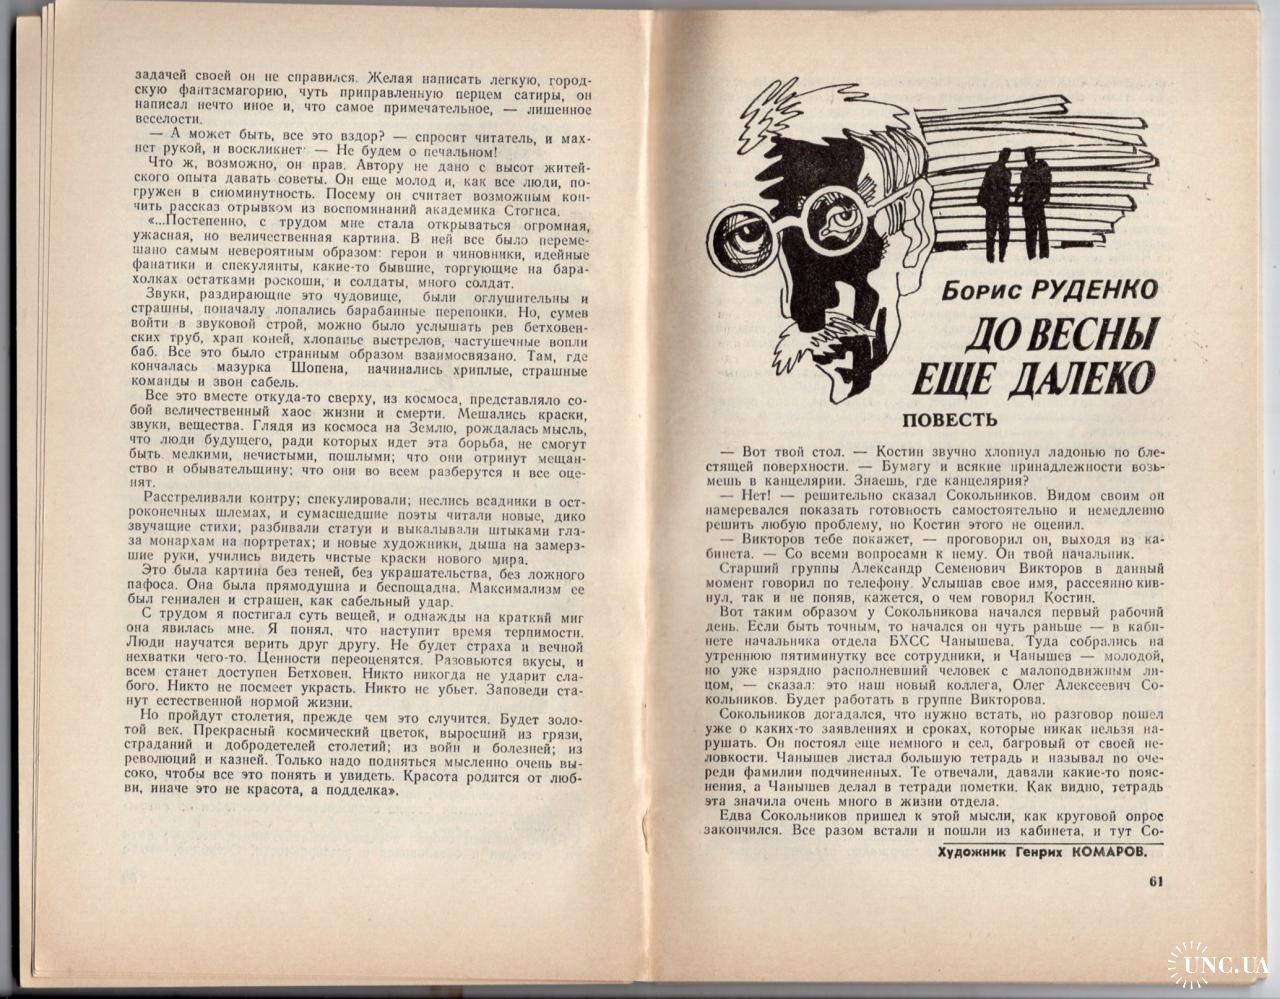 задачей своей он не справился. Желая написать легкую, город-
скую фантасмагорию, чуть приправленную перцем сатиры, он
написал нечто иное и, что самое примечательное, — лишенное
веселости.
— А может быть, все это вздор? — спросит читатель, и мах-
нет рукой, и воскликнет — Не будем о печальном!
Что ж, возможно, он прав. Автору не дано с высот житей-
ского опыта давать советы. Он еще молод и, как все люди, по-
гружен в сиюминутность. Посему он считает возможным кон-
чить рассказ отрывком из воспоминаний академика Стогиса.
«...Постепенно, с трудом мне стала открываться огромная,
ужасная, но величественная картина. В ней все было переме-
шано самым невероятным образом: герои и чиновники, идейные
фанатики и спекулянты, какие-то бывшие, торгующие на бара-
холках остатками роскоши, и солдаты, много солдат.
Звуки, раздирающие это чудовище, были оглушительны и
страшны, поначалу лопались барабанные перепонки. Но, сумев
войти в звуковой строй, можно было услышать рев бетховен-
ских труб, храп коней, хлопанье выстрелов, частушечные вопли
баб. Все это было странным образом взаимосвязано. Там, где
кончалась мазурка Шопена, начинались хриплые, страшные
команды и звон сабель.
Все это вместе откуда-то сверху, из космоса, представляло со-
бой величественный хаос жизни и смерти. Мешались краски,
звуки, вещества. Глядя из космоса на Землю, рождалась мысль,
что люди будущего, ради которых идет эта борьба, не смогут
быть мелкими, нечистыми, пошлыми; что они отринут мещан-
ство и обывательщину; что они во всем разберутся и все оце-
нят.
Расстреливали контру; спекулировали; неслись всадники в ост-
роконечных шлемах, и сумасшедшие поэты читали новые, дико
звучащие стихи; разбивали статуи и выкалывали штыками гла-
за монархам на портретах; и новые художники, дыша на замерз-
шие руки, учились видеть чистые краски нового мира.
Это была картина без теней, без украшательства, без ложного
пафоса. Она была прямодушна и беспощадна. Максимализм ее
был гениален и страшен, как сабельный удар.
С трудом я постигал суть вещей, и однажды на краткий миг
она явилась мне. Я понял, что наступит время терпимости.
Люди научатся верить друг другу. Не будет страха и вечной
нехватки чего-то. Ценности переоценятся. Разовьются вкусы, и
всем станет доступен Бетховен. Никто никогда не ударит сла-
бого. Никто не посмеет украсть. Никто не убьет. Заповеди ста-
нут естественной нормой жизни.
Но пройдут столетия, прежде чем это случится. Будет золо-
той век. Прекрасный космический цветок, выросший из грязи,
страданий и добродетелей столетий; из войн и болезней; из
революций и казней. Только надо подняться мысленно очень вы-
соко, чтобы все это понять и увидеть. Красота родится от люб-
ви, иначе это не красота, а подделка».
Борис РУДЕНКО
ДО ВЕСНЫ
ЕЩЕ ДАЛЕКО
ПОВЕСТЬ
— Вот твой стол. — Костин звучно хлопнул ладонью по бле-
стящей поверхности. — Бумагу и всякие принадлежности возь-
мешь в канцелярии. Знаешь, где канцелярия?
— Нет! — решительно сказал Сокольников. Видом своим он
намеревался показать готовность самостоятельно и немедленно
решить любую проблему, но Костин этого не оценил.
— Викторов тебе покажет, — проговорил он, выходя из ка-
бинета. — Со всеми вопросами к нему. Он твой начальник.
Старший группы Александр Семенович Викторов в данный
момент говорил по телефону. Услышав свое имя, рассеянно кив-
нул, так и не поняв, кажется, о чем говорил Костин.
Вот таким образом у Сокольникова начался первый рабочий
день. Если быть точным, то начался он чуть раньше — в каби-
нете начальника отдела БХСС Чанышева. Туда собрались на
утреннюю пятиминутку все сотрудники, и Чанышев — молодой,
но уже изрядно располневший человек с малоподвижным ли-
цом, — сказал: это наш новый коллега, Олег Алексеевич Со-
кольников. Будет работать в группе Викторова.
Сокольников догадался, что нужно встать, но разговор пошел
уже о каких-то заявлениях и сроках, которые никак нельзя на-
рушать. Он постоял еще немного и сел, багровый от своей не-
ловкости. Чанышев листал большую тетрадь и называл по оче-
реди фамилии подчиненных. Те отвечали, давали какие-то пояс-
нения, а Чанышев делал в тетради пометки. Как видно, тетрадь
эта значила очень много в жизни отдела.
Едва Сокольников пришел к этой мысли, как круговой опрос
закончился. Все разом встали и пошли из кабинета, и тут Со-
Художник Генрих КОМАРОВ.
61
UNC.UA